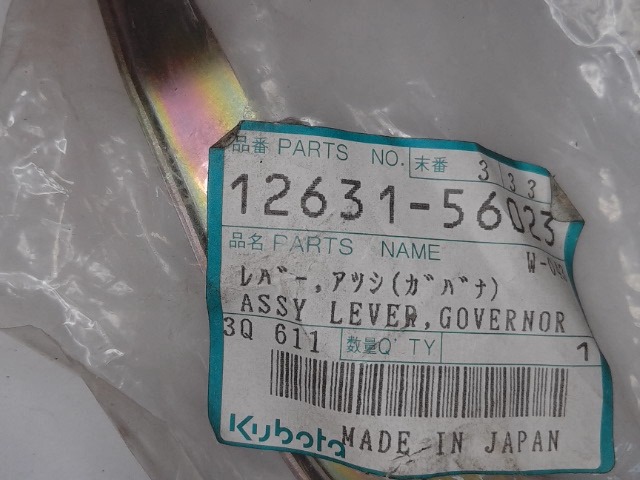 品番 PARTS NO. 末番 3 3 3
12631-56023
品名 PARTS NAME
レバー,アツシ(ガバナ)
ASSY LEVER,GOVERNOR
3Q 611 数量Q'TY 1
Kubota MADE IN JAPAN